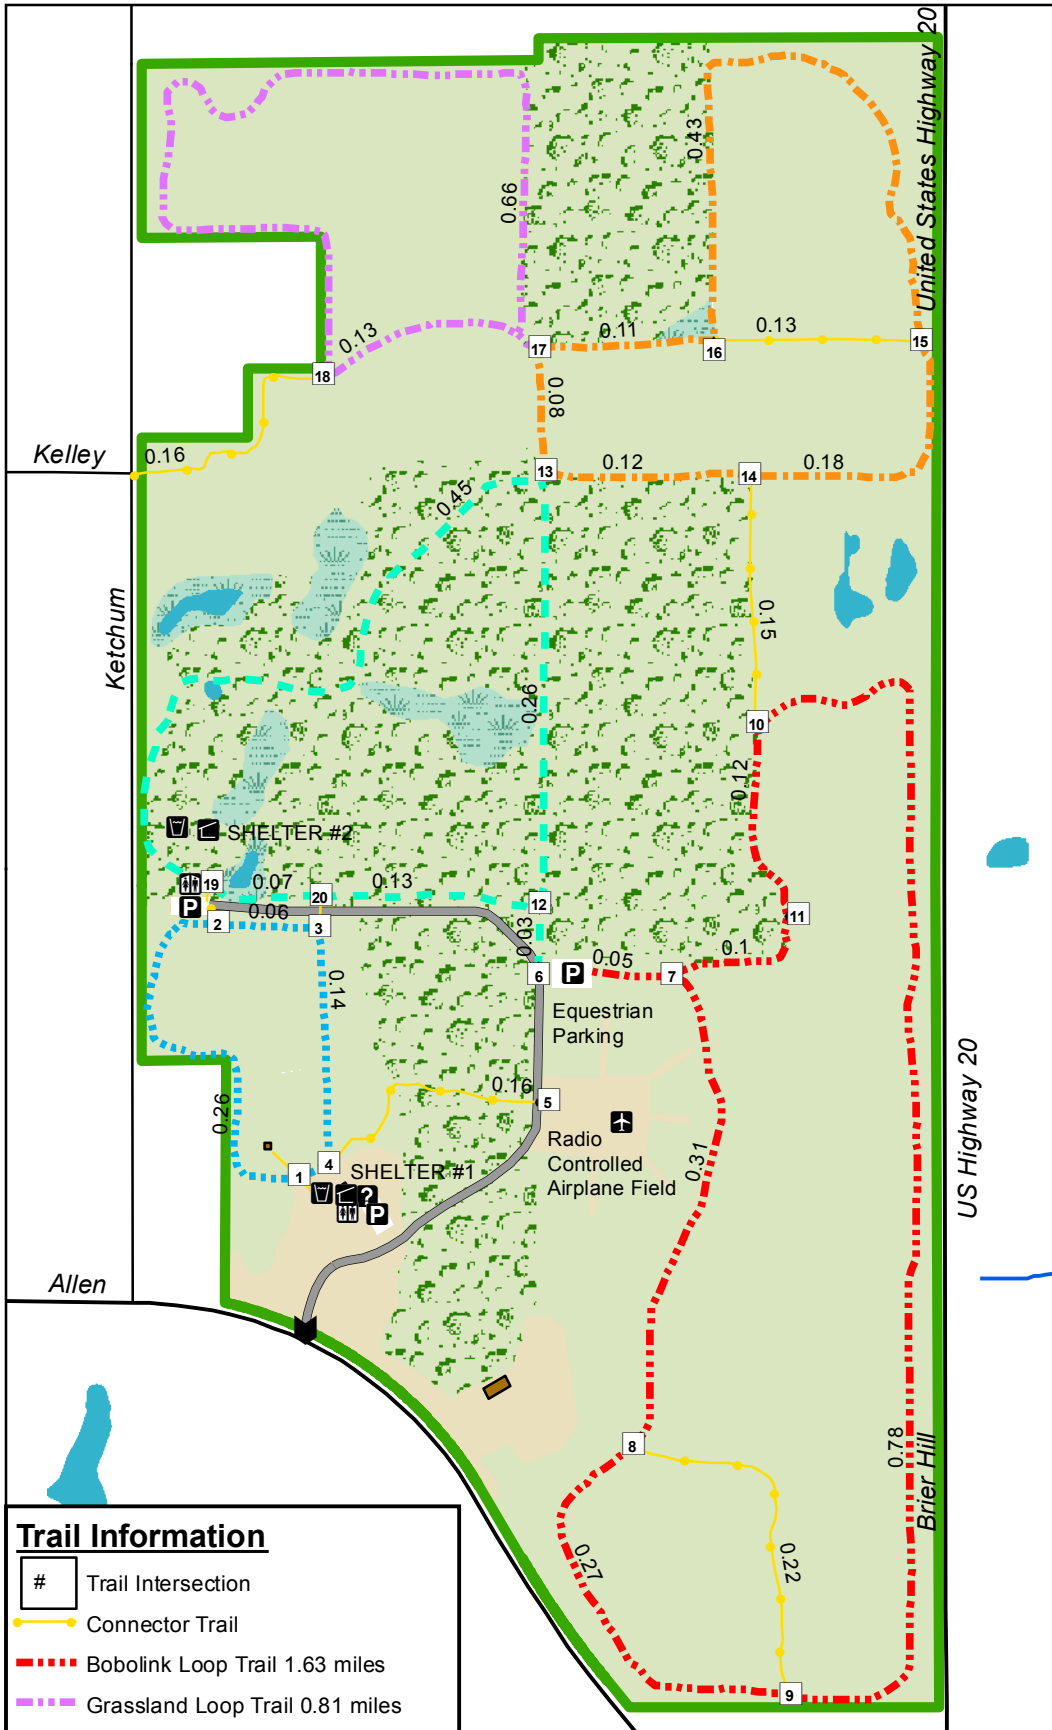 United States Highway 20
0.43
0.66
0.13
18
17
0.11
16
0.13
15
0.08
Kelley
0.16
13
0.12
14
0.18
0.45
Ketchum
0.15
0.26
10
0.12
SHELTER #2
19
0.07
20
0.13
12
11
P
0.06
2
3
0.03
0.1
6
P
0.05
7
0.14
Equestrian
Parking
US Highway 20
0.16
5
0.26
Radio
Controlled
Airplane Field
0.31
4
1
SHELTER #1
?
P
Allen
8
0.78
Brier Hill
0.27
0.22
9
Trail Information
# Trail Intersection
Connector Trail
Bobolink Loop Trail 1.63 miles
Grassland Loop Trail 0.81 miles